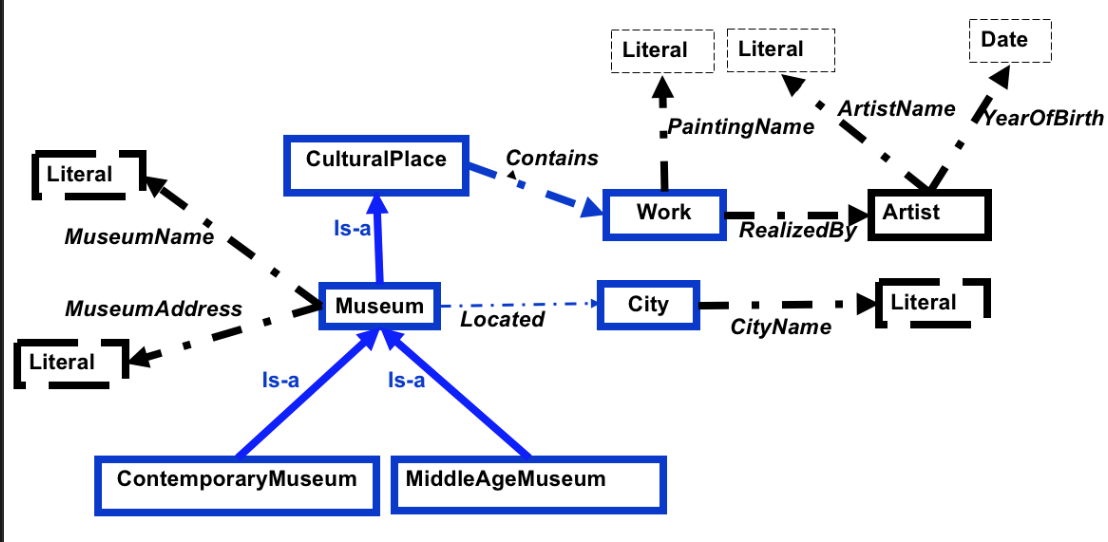 Literal
Literal
Date
PaintingName
ArtistName
YearOfBirth
CulturalPlace
Contains
Literal
Work
RealizedBy
Artist
MuseumName
Is-a
MuseumAddress
Museum
Located
City
CityName
Literal
Literal
Is-a
Is-a
ContemporaryMuseum
MiddleAgeMuseum